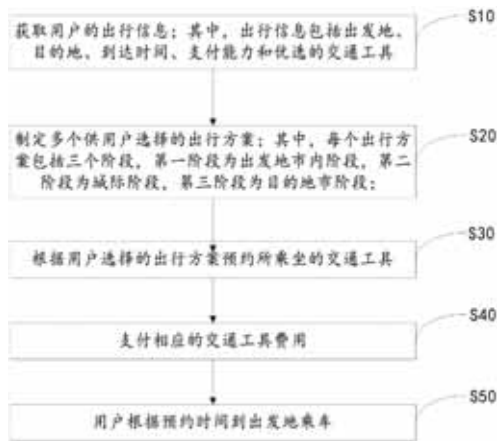 获取用户的出行信息；其中，出行信息包括出发地、
S10
目的地、到达时间、支付能力和优选的交通工具
制定多个供用户选择的出行方案；其中，每个出行方
S20
案包括三个阶段，第一阶段为出发地市内阶段，第二
阶段为城际阶段，第三阶段为目的地市阶段；
S30
根据用户选择的出行方案预约所乘坐的交通工具
S40
支付相应的交通工具费用
S50
用户根据预约时间到出发地乘车